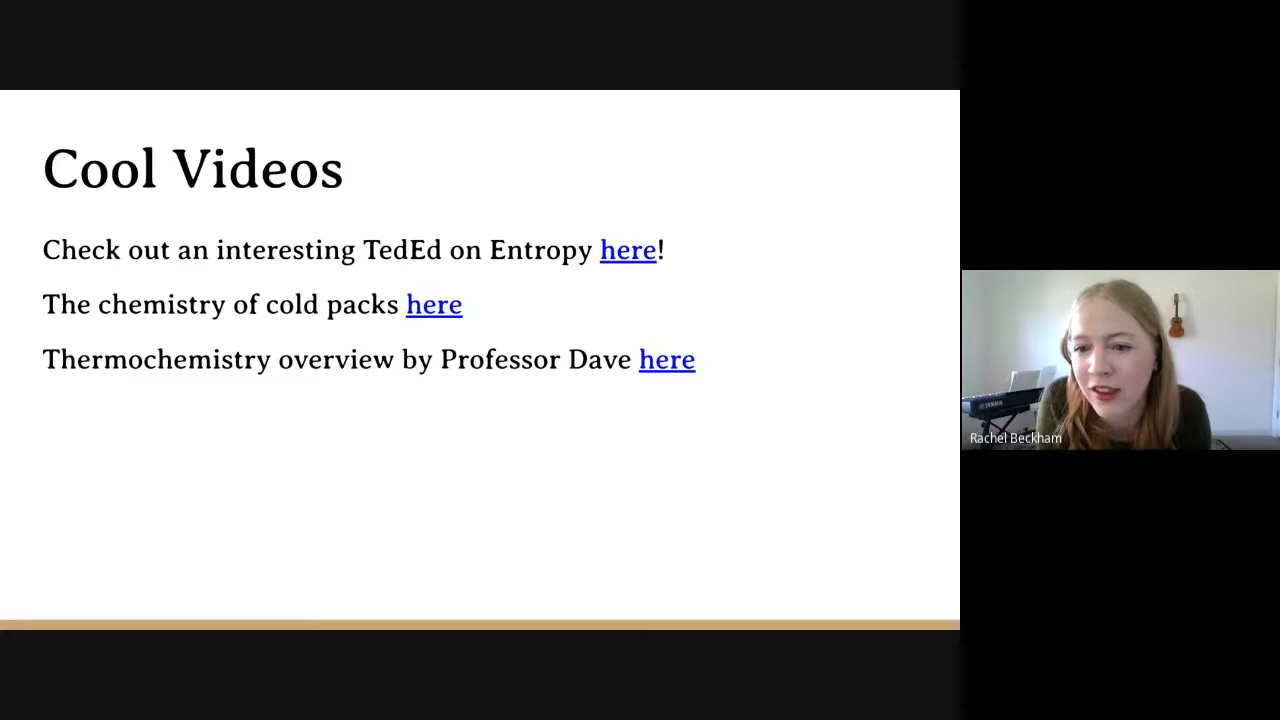 Cool Videos
Check out an interesting TedEd on Entropy here!
The chemistry of cold packs here
Thermochemistry overview by Professor Dave here
YAMAHA
Rachel Beckham